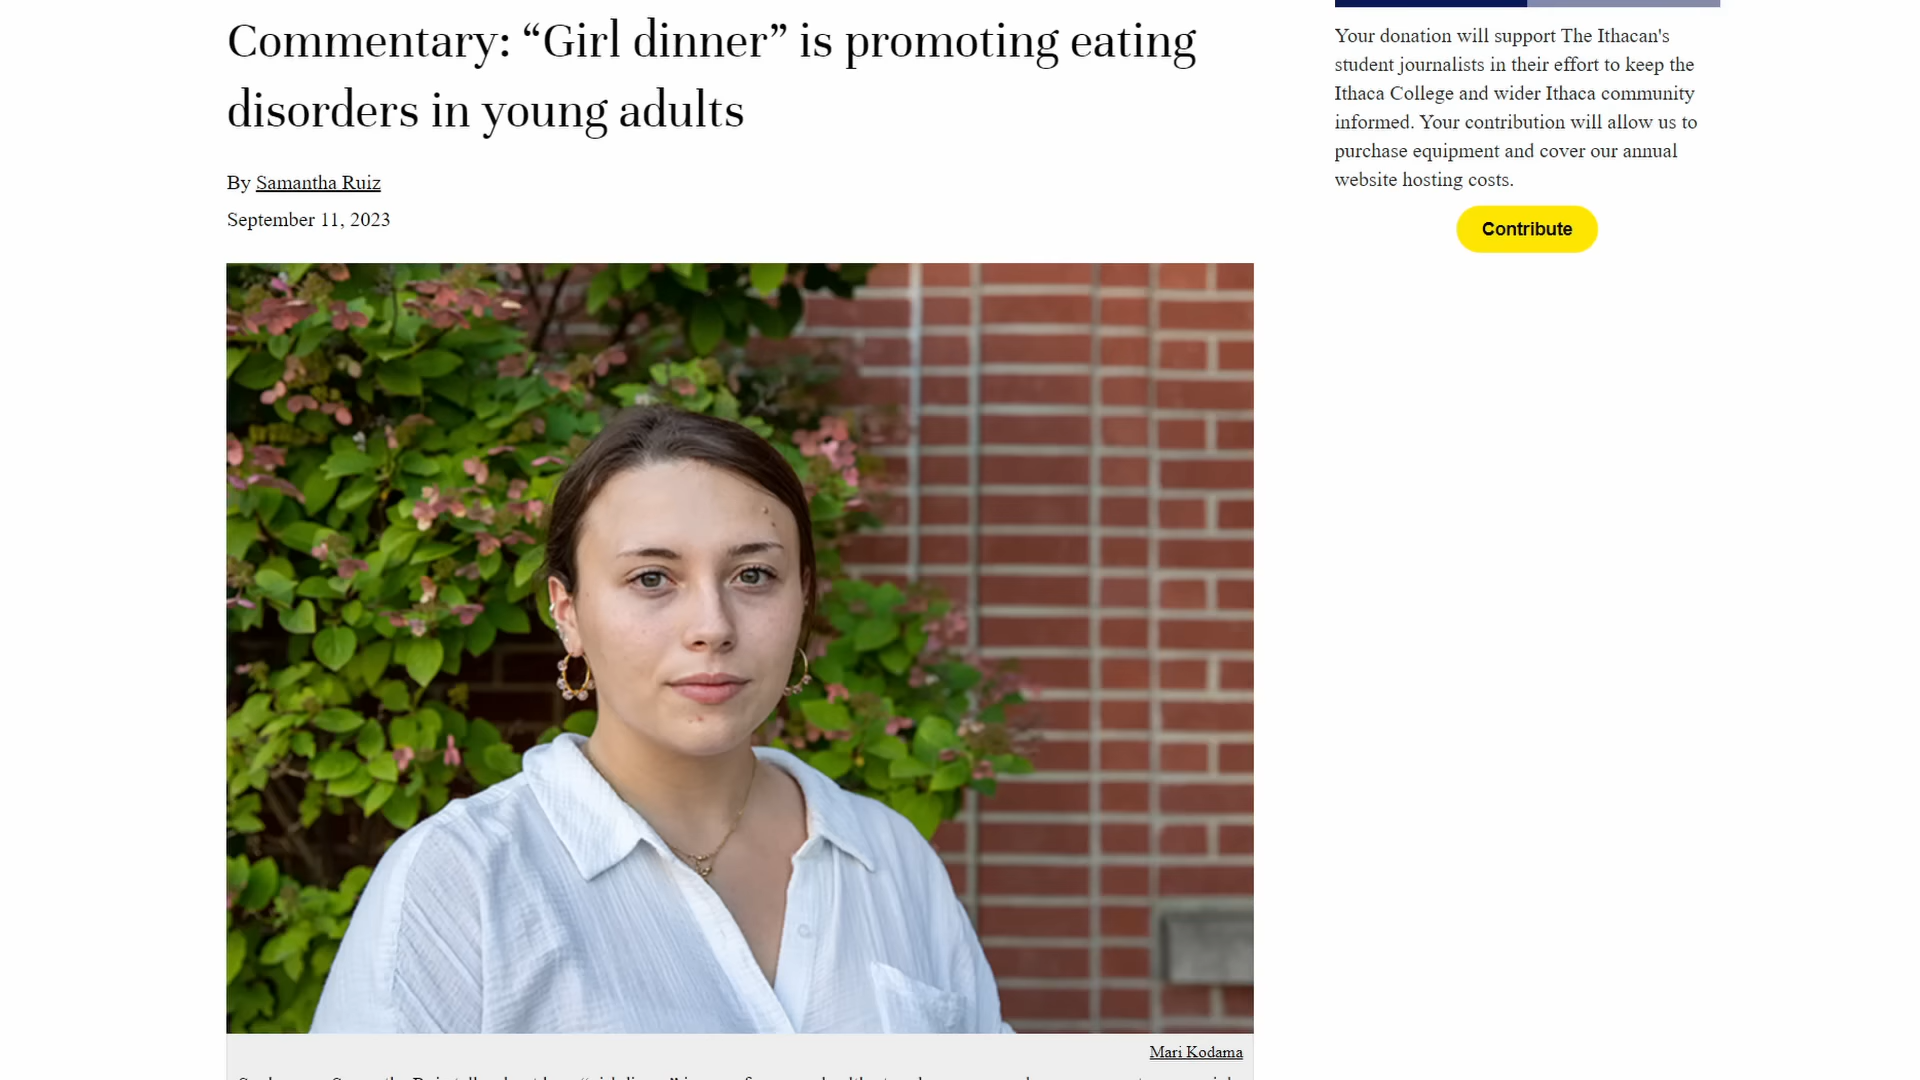 Commentary: “Girl dinner” is promoting eating
disorders in young adults
By Samantha Ruiz
September 11, 2023
Mari Kodama
Your donation will support The Ithacan's
student journalists in their effort to keep the
Ithaca College and wider Ithaca community
informed. Your contribution will allow us to
purchase equipment and cover our annual
website hosting costs.
Contribute